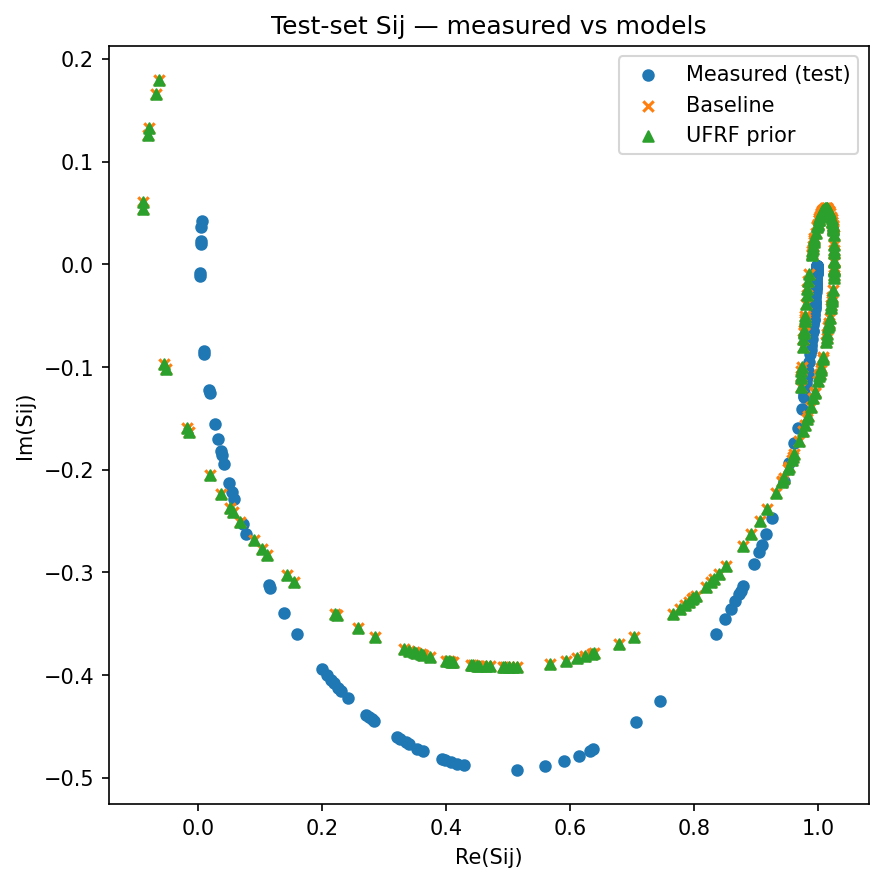 Test-set Sij — measured vs models
Measured (test)
Baseline
UFRF prior
0.2
0.1
0.0
−0.1
−0.2
−0.3
−0.4
−0.5
Im(Sij)
0.0 0.2 0.4 0.6 0.8 1.0
Re(Sij)